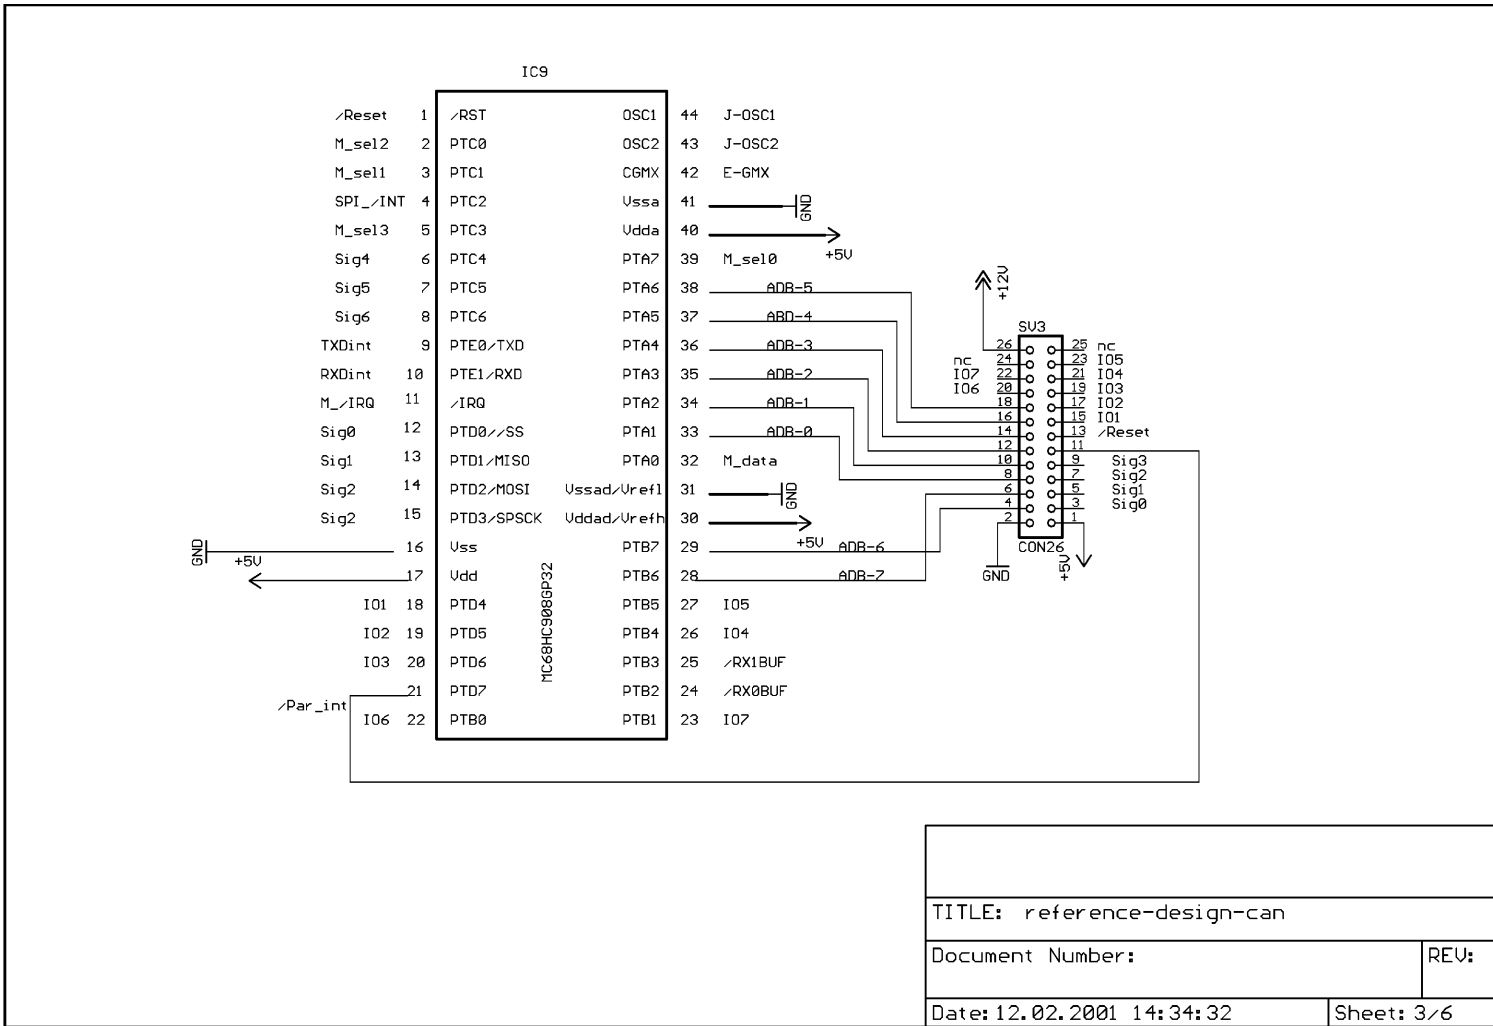 IC9
/Reset 1 /RST OSC1 44 J-OSC1
M_sel2 2 PTC0 OSC2 43 J-OSC2
M_sel1 3 PTC1 CGMX 42 E-GMX
SPI_/INT 4 PTC2 Vssa 41 GND
M_sel3 5 PTC3 Vdda 40 +5V
Sig4 6 PTC4 PTA7 39 M_sel0
Sig5 7 PTC5 PTA6 38 ADB-5
Sig6 8 PTC6 PTA5 37 ABD-4
TXDint 9 PTE0/TXD PTA4 36 ADB-3
RXDint 10 PTE1/RXD PTA3 35 ADB-2
M_/IRQ 11 /IRQ PTA2 34 ADB-1
Sig0 12 PTD0//SS PTA1 33 ADB-0
Sig1 13 PTD1/MISO PTA0 32 M_data
Sig2 14 PTD2/MOSI Vssad/Vrefl 31 GND
Sig2 15 PTD3/SPSCK Vddad/Vrefh 30 +5V
GND 16 Vss PTB7 29 ADB-6
+5V 17 Vdd PTB6 28 ADB-7
IO1 18 PTD4 PTB5 27 IO5
IO2 19 PTD5 PTB4 26 IO4
IO3 20 PTD6 PTB3 25 /RX1BUF
/Par_int 21 PTD7 PTB2 24 /RX0BUF
IO6 22 PTB0 PTB1 23 IO7
MC68HC908GP32
+12V
SV3
26 25 nc
nc 24 23 IO5
IO7 22 21 IO4
IO6 20 19 IO3
18 17 IO2
16 15 IO1
14 13 /Reset
12 11
10 9 Sig3
8 7 Sig2
6 5 Sig1
4 3 Sig0
2 1
CON26
GND +5V
TITLE: reference-design-can
Document Number: REV:
Date: 12.02.2001 14:34:32 Sheet: 3/6